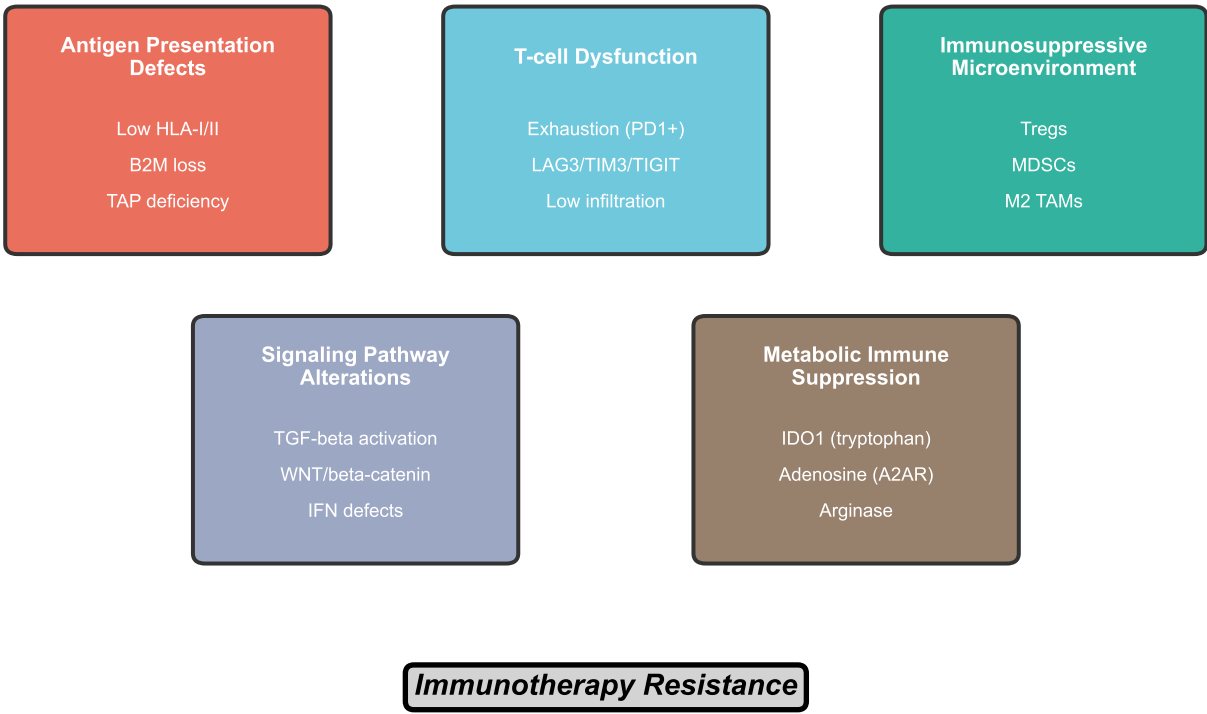 Antigen Presentation
Defects
Low HLA-I/II
B2M loss
TAP deficiency
T-cell Dysfunction
Exhaustion (PD1+)
LAG3/TIM3/TIGIT
Low infiltration
Immunosuppressive
Microenvironment
Tregs
MDSCs
M2 TAMs
Signaling Pathway
Alterations
TGF-beta activation
WNT/beta-catenin
IFN defects
Metabolic Immune
Suppression
IDO1 (tryptophan)
Adenosine (A2AR)
Arginase
Immunotherapy Resistance